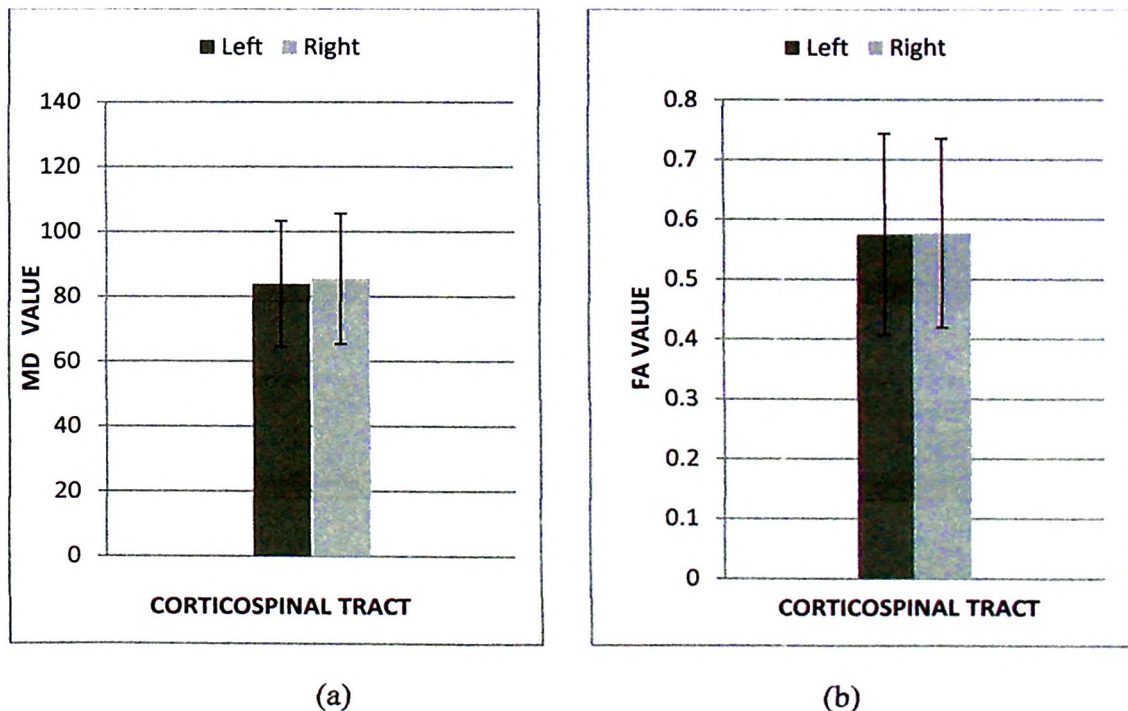 Left Right
140
120
100
80
60
40
20
0
MD VALUE
CORTICOSPINAL TRACT
(a)
Left Right
0.8
0.7
0.6
0.5
0.4
0.3
0.2
0.1
0
FA VALUE
CORTICOSPINAL TRACT
(b)